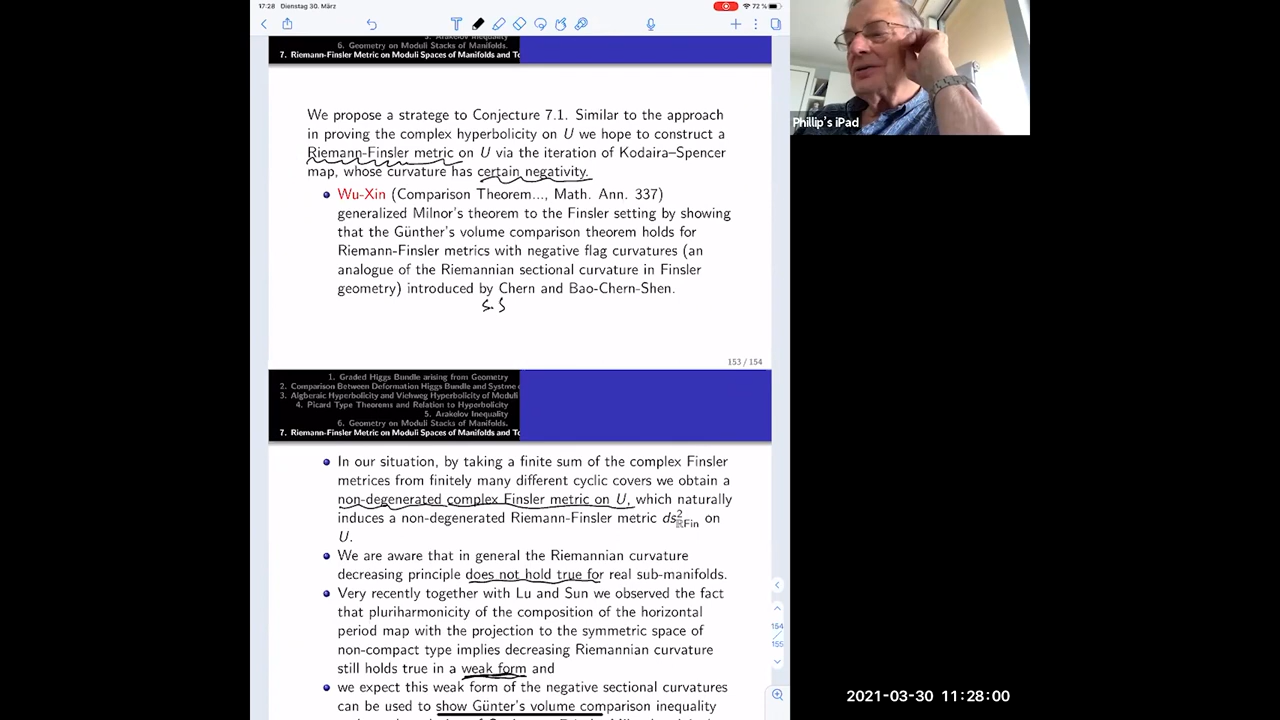 17:28 Dienstag 30. März
72 %
6. Geometry on Moduli Stacks of Manifolds.
7. Riemann-Finsler Metric on Moduli Spaces of Manifolds and To
We propose a stratege to Conjecture 7.1. Similar to the approach
in proving the complex hyperbolicity on U we hope to construct a
Riemann-Finsler metric on U via the iteration of Kodaira–Spencer
map, whose curvature has certain negativity.
Wu-Xin (Comparison Theorem..., Math. Ann. 337)
generalized Milnor's theorem to the Finsler setting by showing
that the Günther's volume comparison theorem holds for
Riemann-Finsler metrics with negative flag curvatures (an
analogue of the Riemannian sectional curvature in Finsler
geometry) introduced by Chern and Bao-Chern-Shen.
S.S
153 / 154
1. Graded Higgs Bundle arising from Geometry
2. Comparison Between Deformation Higgs Bundle and System o
3. Algberaic Hyperbolicity and Viehweg Hyperbolicity of Moduli
4. Picard Type Theorems and Relation to Hyperbolicity
5. Arakelov Inequality
6. Geometry on Moduli Stacks of Manifolds.
7. Riemann-Finsler Metric on Moduli Spaces of Manifolds and To
In our situation, by taking a finite sum of the complex Finsler
metrices from finitely many different cyclic covers we obtain a
non-degenerated complex Finsler metric on U, which naturally
induces a non-degenerated Riemann-Finsler metric ds²ℝFin on
U.
We are aware that in general the Riemannian curvature
decreasing principle does not hold true for real sub-manifolds.
Very recently together with Lu and Sun we observed the fact
that pluriharmonicity of the composition of the horizontal
period map with the projection to the symmetric space of
non-compact type implies decreasing Riemannian curvature
still holds true in a weak form and
we expect this weak form of the negative sectional curvatures
can be used to show Günter's volume comparison inequality
154
155
Phillip's iPad
2021-03-30 11:28:00